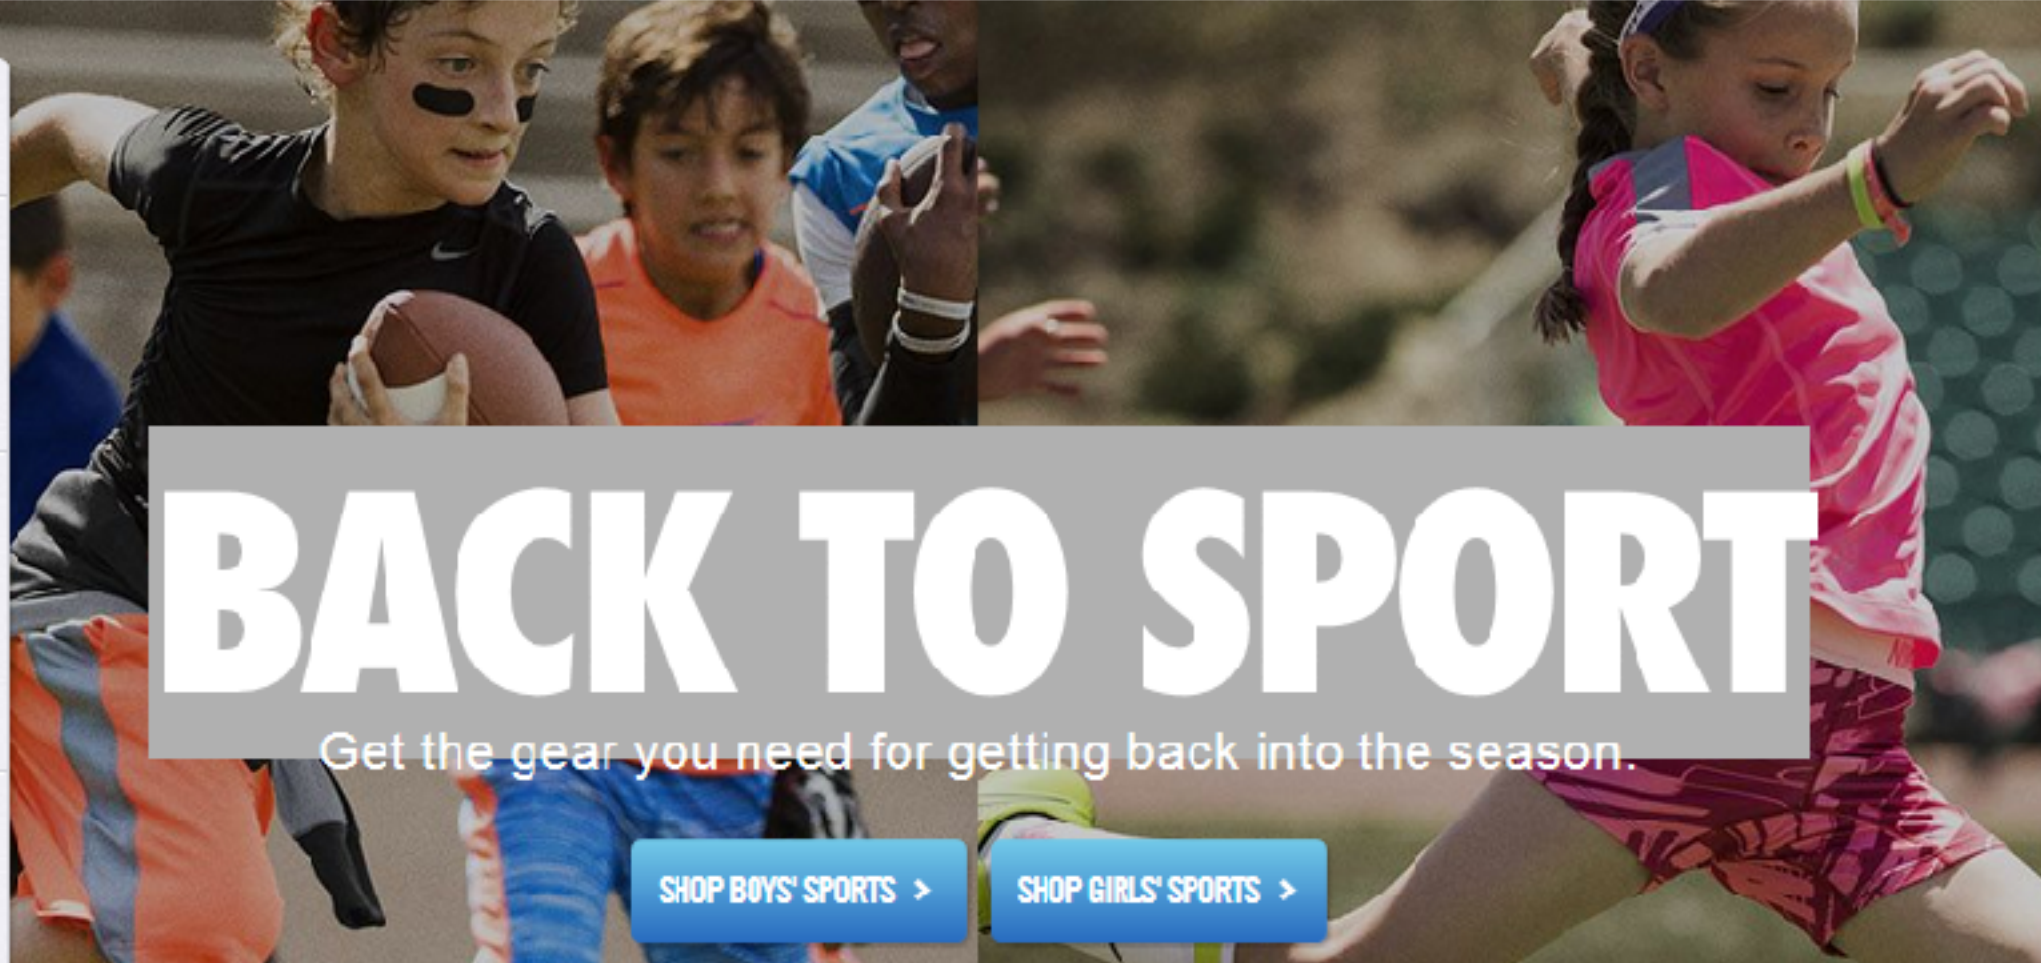 BACK TO SPORT
Get the gear you need for getting back into the season.
SHOP BOYS' SPORTS >
SHOP GIRLS' SPORTS >